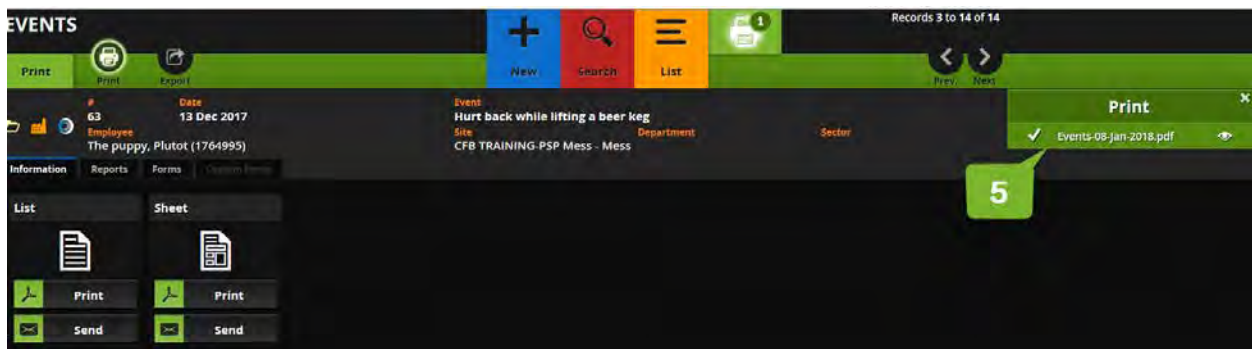 EVENTS
1
Records 3 to 14 of 14
Print
Print
Export
New
Search
List
Prev.
Next
# Date
63 13 Dec 2017
Employee
The puppy, Plutot (1764995)
Event
Hurt back while lifting a beer keg
Site Department Sector
CFB TRAINING-PSP Mess - Mess
Print ×
Events-08-Jan-2018.pdf
5
Information Reports Forms Custom Forms
List Sheet
Print Print
Send Send